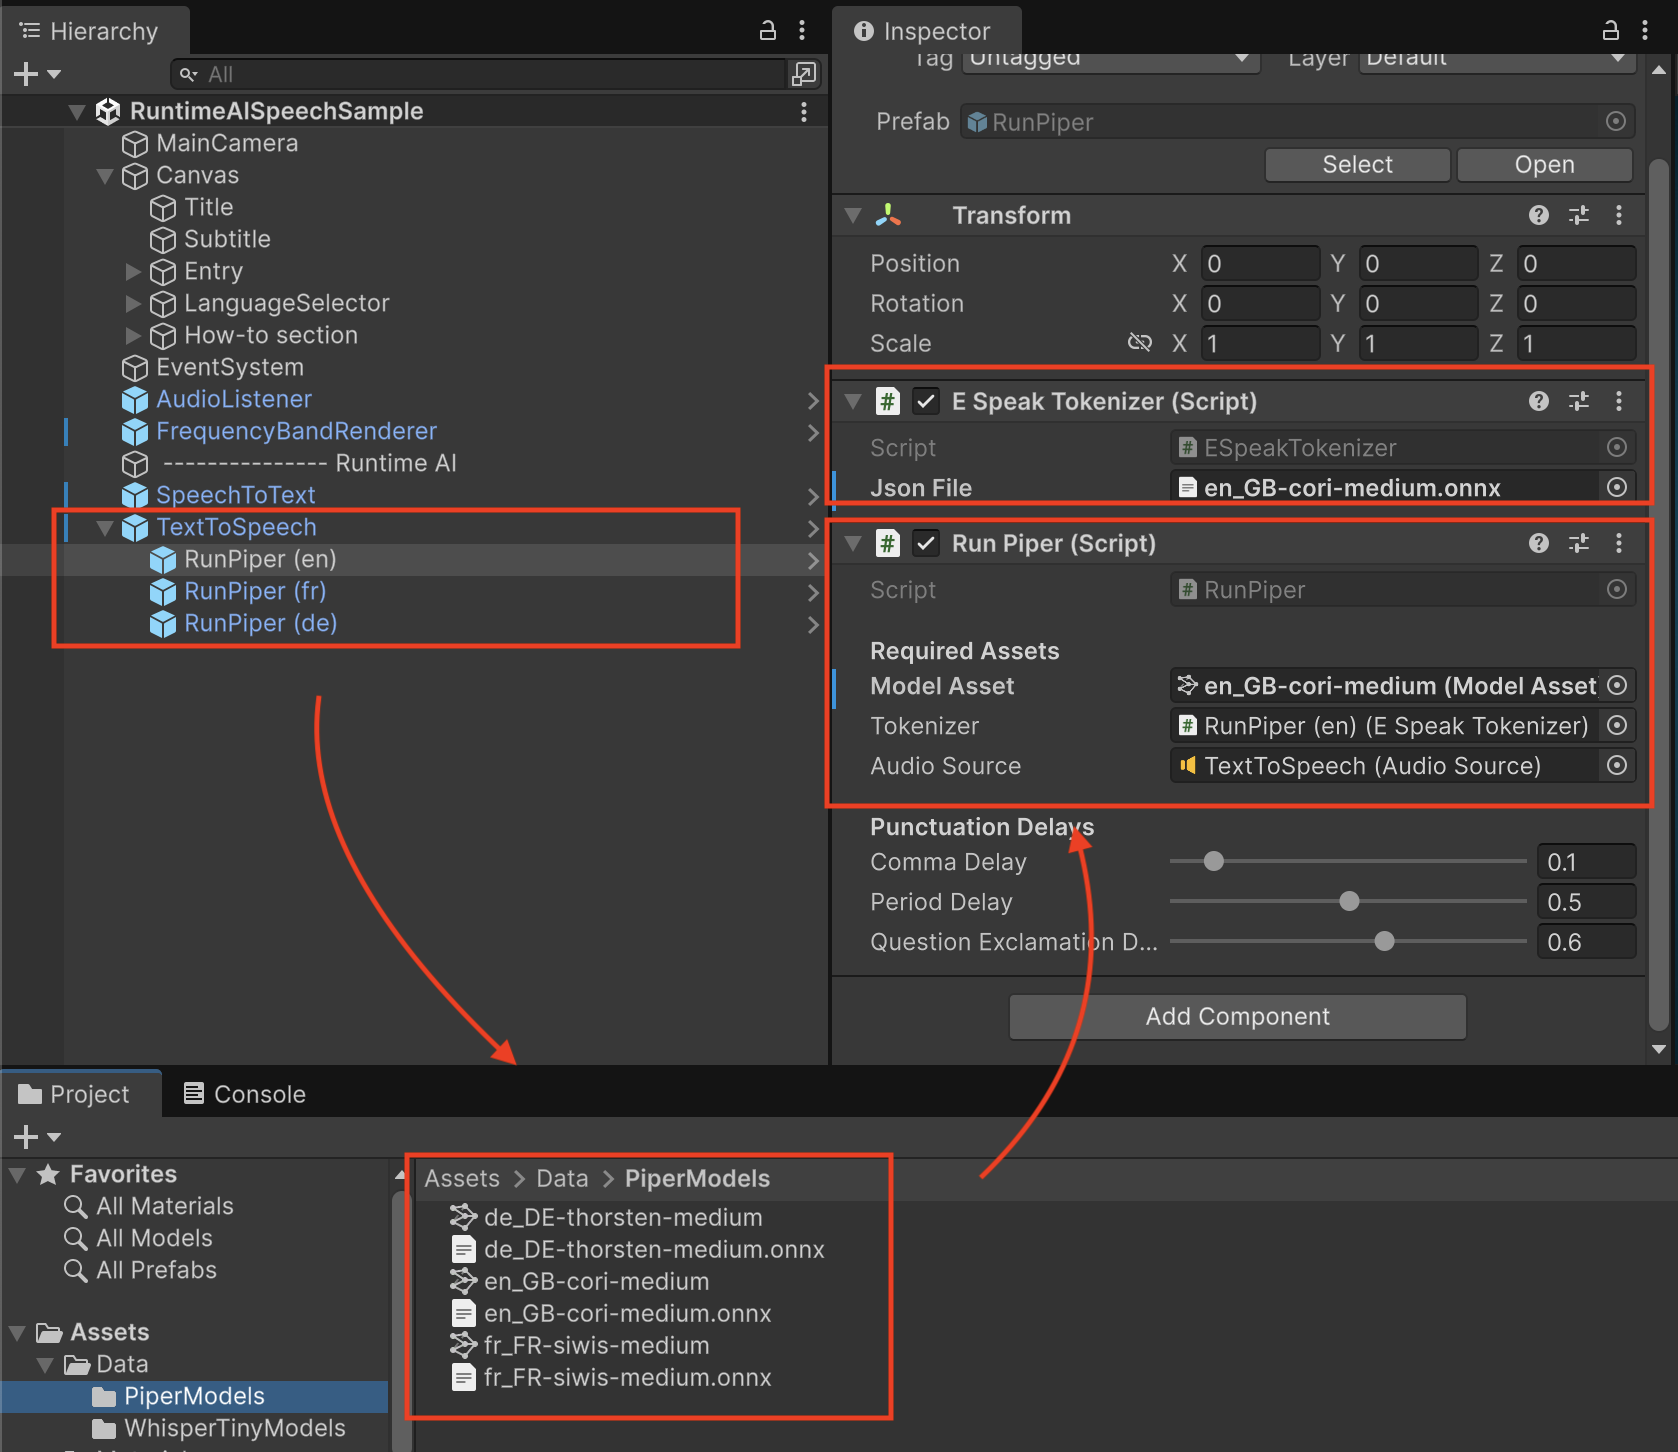 Hierarchy
All
RuntimeAISpeechSample
MainCamera
Canvas
Title
Subtitle
Entry
LanguageSelector
How-to section
EventSystem
AudioListener
FrequencyBandRenderer
--------------- Runtime AI
SpeechToText
TextToSpeech
RunPiper (en)
RunPiper (fr)
RunPiper (de)
Inspector
Tag Untagged Layer Default
Prefab RunPiper
Select Open
Transform
Position X 0 Y 0 Z 0
Rotation X 0 Y 0 Z 0
Scale X 1 Y 1 Z 1
# E Speak Tokenizer (Script)
Script # ESpeakTokenizer
Json File en_GB-cori-medium.onnx
# Run Piper (Script)
Script # RunPiper
Required Assets
Model Asset en_GB-cori-medium (Model Asset
Tokenizer # RunPiper (en) (E Speak Tokenizer)
Audio Source TextToSpeech (Audio Source)
Punctuation Delays
Comma Delay 0.1
Period Delay 0.5
Question Exclamation D... 0.6
Add Component
Project Console
Favorites
All Materials
All Models
All Prefabs
Assets
Data
PiperModels
WhisperTinyModels
Assets > Data > PiperModels
de_DE-thorsten-medium
de_DE-thorsten-medium.onnx
en_GB-cori-medium
en_GB-cori-medium.onnx
fr_FR-siwis-medium
fr_FR-siwis-medium.onnx